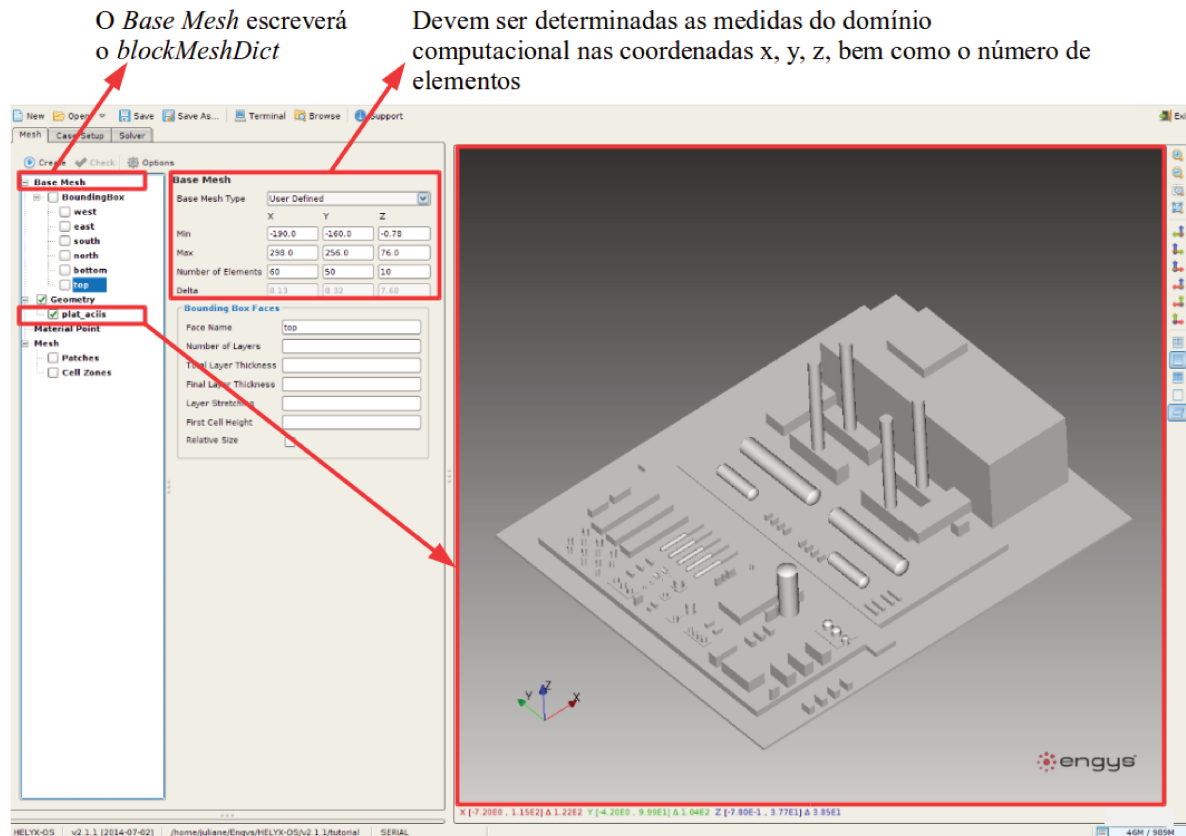 O Base Mesh escreverá
o blockMeshDict
Devem ser determinadas as medidas do domínio
computacional nas coordenadas x, y, z, bem como o número de
elementos
New Open Save Save As... Terminal Browse Support
Mesh Case Setup Solver
Create Check Options
Base Mesh
BoundingBox
west
east
south
north
bottom
top
Geometry
plat_aciis
Material Point
Mesh
Patches
Cell Zones
Base Mesh
Base Mesh Type User Defined
X Y Z
Min -190.0 -160.0 -0.78
Max 298.0 256.0 76.0
Number of Elements 60 50 10
Delta 8.13 8.32 7.68
Bounding Box Faces
Face Name top
Number of Layers
Total Layer Thickness
Final Layer Thickness
Layer Stretching
First Cell Height
Relative Size
Y Z X
engys
X [-7.20E0 , 1.15E2] Δ 1.22E2 Y [-4.20E0 , 9.99E1] Δ 1.04E2 Z [-7.80E-1 , 3.77E1] Δ 3.85E1
HELYX-OS v2.1.1 [2014-07-02] /home/juliane/Engys/HELYX-OS/v2.1.1/tutorial SERIAL 46M / 989M